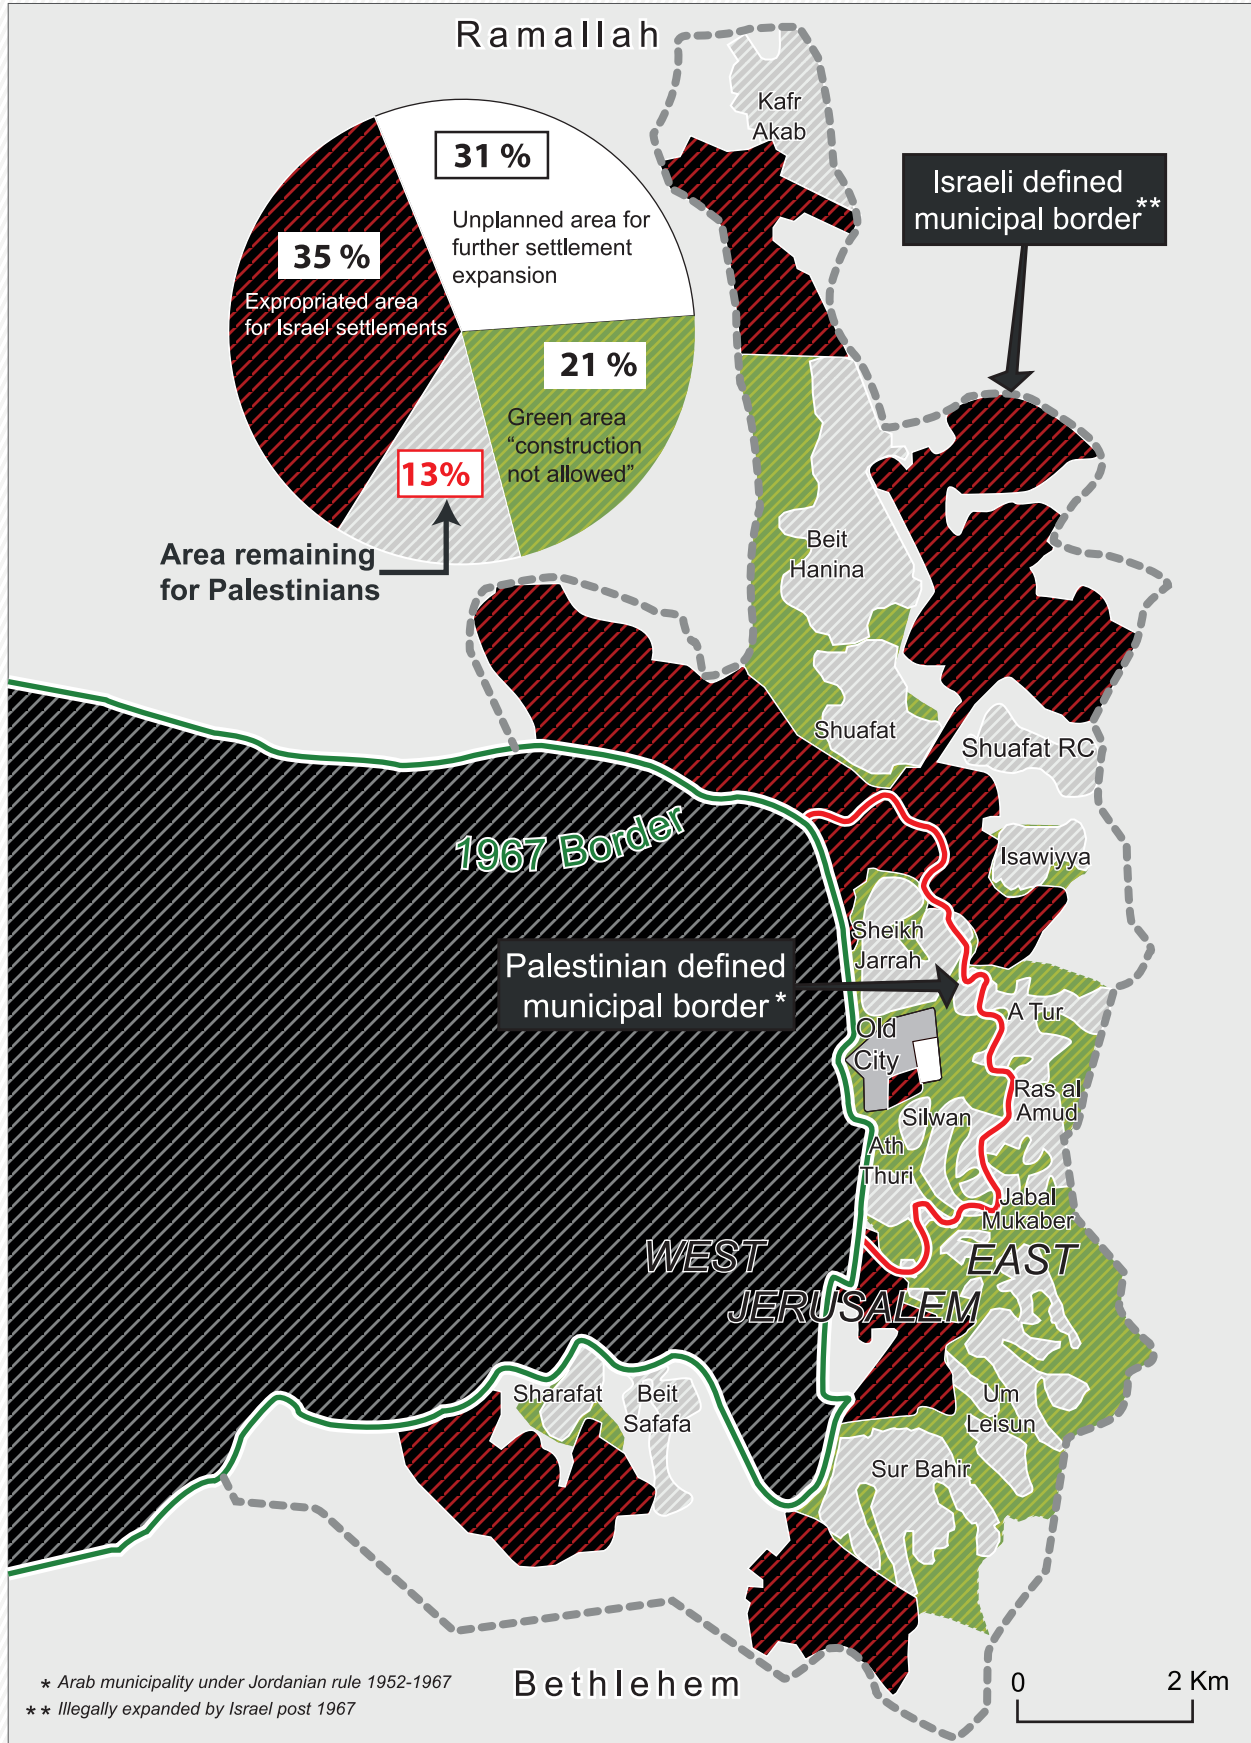 Ramallah
Kafr
Akab
31 %
Unplanned area for
further settlement
expansion
Israeli defined
municipal border**
35 %
Expropriated area
for Israel settlements
21 %
Green area
“construction
not allowed”
13%
Area remaining
for Palestinians
Beit
Hanina
Shuafat
Shuafat RC
1967 Border
Isawiyya
Sheikh
Jarrah
Palestinian defined
municipal border *
A Tur
Old
City
Ras al
Amud
Silwan
Ath
Thuri
Jabal
Mukaber
WEST
EAST
JERUSALEM
Sharafat
Beit
Safafa
Um
Leisun
Sur Bahir
Bethlehem
* Arab municipality under Jordanian rule 1952-1967
** Illegally expanded by Israel post 1967
0
2 Km